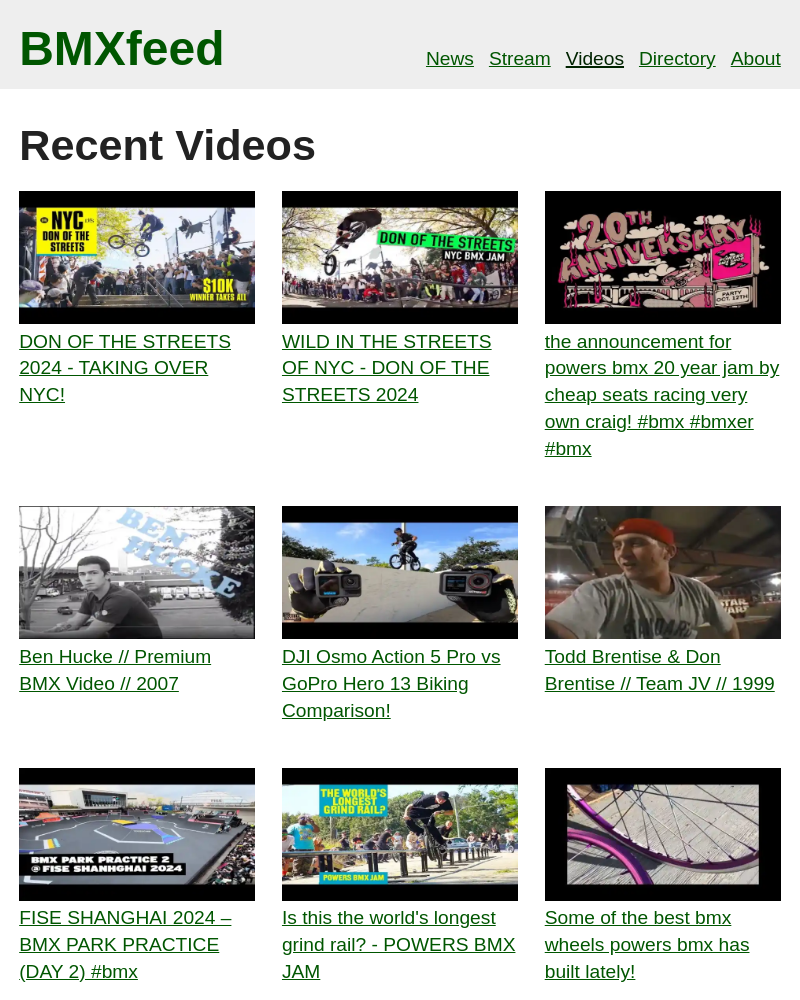 BMXfeed
News Stream Videos Directory About
Recent Videos
NYC
DON OF THE
STREETS
$10K
WINNER TAKES ALL
DON OF THE STREETS
NYC BMX JAM
20TH
ANNIVERSARY
PARTY
OCT. 12TH
DON OF THE STREETS
2024 - TAKING OVER
NYC!
WILD IN THE STREETS
OF NYC - DON OF THE
STREETS 2024
the announcement for
powers bmx 20 year jam by
cheap seats racing very
own craig! #bmx #bmxer
#bmx
BEN
HUCKE
STAR
WARS
Ben Hucke // Premium
BMX Video // 2007
DJI Osmo Action 5 Pro vs
GoPro Hero 13 Biking
Comparison!
Todd Brentise & Don
Brentise // Team JV // 1999
BMX PARK PRACTICE 2
@ FISE SHANHGHAI 2024
THE WORLD'S
LONGEST
GRIND RAIL?
POWERS BMX JAM
FISE SHANGHAI 2024 –
BMX PARK PRACTICE
(DAY 2) #bmx
Is this the world's longest
grind rail? - POWERS BMX
JAM
Some of the best bmx
wheels powers bmx has
built lately!